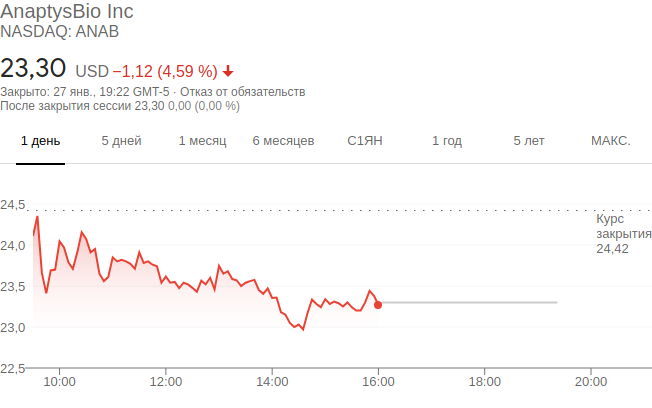 AnaptysBio Inc
NASDAQ: ANAB
23,30 USD −1,12 (4,59 %)
Закрыто: 27 янв., 19:22 GMT-5 · Отказ от обязательств
После закрытия сессии 23,30 0,00 (0,00 %)
1 день 5 дней 1 месяц 6 месяцев С1ЯН 1 год 5 лет МАКС.
24,5
Курс
закрытия
24,42
24,0
23,5
23,0
22,5
10:00 12:00 14:00 16:00 18:00 20:00